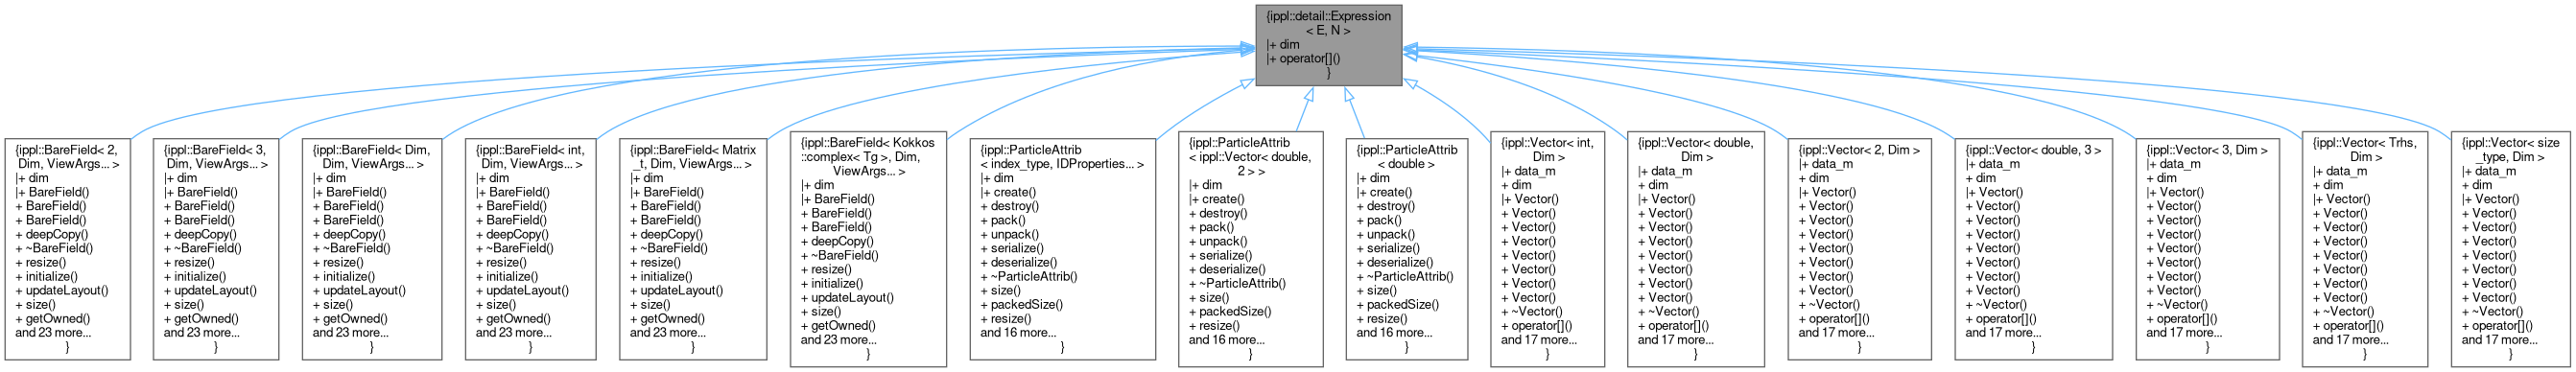 {ippl::detail::Expression
< E, N >
|+ dim
|+ operator[]()
}
{ippl::BareField< 2,
Dim, ViewArgs... >
|+ dim
|+ BareField()
+ BareField()
+ BareField()
+ deepCopy()
+ ~BareField()
+ resize()
+ initialize()
+ updateLayout()
+ size()
+ getOwned()
and 23 more...
}
{ippl::BareField< 3,
Dim, ViewArgs... >
|+ dim
|+ BareField()
+ BareField()
+ BareField()
+ deepCopy()
+ ~BareField()
+ resize()
+ initialize()
+ updateLayout()
+ size()
+ getOwned()
and 23 more...
}
{ippl::BareField< Dim,
Dim, ViewArgs... >
|+ dim
|+ BareField()
+ BareField()
+ BareField()
+ deepCopy()
+ ~BareField()
+ resize()
+ initialize()
+ updateLayout()
+ size()
+ getOwned()
and 23 more...
}
{ippl::BareField< int,
Dim, ViewArgs... >
|+ dim
|+ BareField()
+ BareField()
+ BareField()
+ deepCopy()
+ ~BareField()
+ resize()
+ initialize()
+ updateLayout()
+ size()
+ getOwned()
and 23 more...
}
{ippl::BareField< Matrix
_t, Dim, ViewArgs... >
|+ dim
|+ BareField()
+ BareField()
+ BareField()
+ deepCopy()
+ ~BareField()
+ resize()
+ initialize()
+ updateLayout()
+ size()
+ getOwned()
and 23 more...
}
{ippl::BareField< Kokkos
::complex< Tg >, Dim,
ViewArgs... >
|+ dim
|+ BareField()
+ BareField()
+ BareField()
+ deepCopy()
+ ~BareField()
+ resize()
+ initialize()
+ updateLayout()
+ size()
+ getOwned()
and 23 more...
}
{ippl::ParticleAttrib
< index_type, IDProperties... >
|+ dim
|+ create()
+ destroy()
+ pack()
+ unpack()
+ serialize()
+ deserialize()
+ ~ParticleAttrib()
+ size()
+ packedSize()
+ resize()
and 16 more...
}
{ippl::ParticleAttrib
< ippl::Vector< double,
2 > >
|+ dim
|+ create()
+ destroy()
+ pack()
+ unpack()
+ serialize()
+ deserialize()
+ ~ParticleAttrib()
+ size()
+ packedSize()
+ resize()
and 16 more...
}
{ippl::ParticleAttrib
< double >
|+ dim
|+ create()
+ destroy()
+ pack()
+ unpack()
+ serialize()
+ deserialize()
+ ~ParticleAttrib()
+ size()
+ packedSize()
+ resize()
and 16 more...
}
{ippl::Vector< int,
Dim >
|+ data_m
+ dim
|+ Vector()
+ Vector()
+ Vector()
+ Vector()
+ Vector()
+ Vector()
+ Vector()
+ Vector()
+ ~Vector()
+ operator[]()
and 17 more...
}
{ippl::Vector< double,
Dim >
|+ data_m
+ dim
|+ Vector()
+ Vector()
+ Vector()
+ Vector()
+ Vector()
+ Vector()
+ Vector()
+ Vector()
+ ~Vector()
+ operator[]()
and 17 more...
}
{ippl::Vector< 2, Dim >
|+ data_m
+ dim
|+ Vector()
+ Vector()
+ Vector()
+ Vector()
+ Vector()
+ Vector()
+ Vector()
+ Vector()
+ ~Vector()
+ operator[]()
and 17 more...
}
{ippl::Vector< double, 3 >
|+ data_m
+ dim
|+ Vector()
+ Vector()
+ Vector()
+ Vector()
+ Vector()
+ Vector()
+ Vector()
+ Vector()
+ ~Vector()
+ operator[]()
and 17 more...
}
{ippl::Vector< 3, Dim >
|+ data_m
+ dim
|+ Vector()
+ Vector()
+ Vector()
+ Vector()
+ Vector()
+ Vector()
+ Vector()
+ Vector()
+ ~Vector()
+ operator[]()
and 17 more...
}
{ippl::Vector< Trhs,
Dim >
|+ data_m
+ dim
|+ Vector()
+ Vector()
+ Vector()
+ Vector()
+ Vector()
+ Vector()
+ Vector()
+ Vector()
+ ~Vector()
+ operator[]()
and 17 more...
}
{ippl::Vector< size
_type, Dim >
|+ data_m
+ dim
|+ Vector()
+ Vector()
+ Vector()
+ Vector()
+ Vector()
+ Vector()
+ Vector()
+ Vector()
+ ~Vector()
+ operator[]()
and 17 more...
}